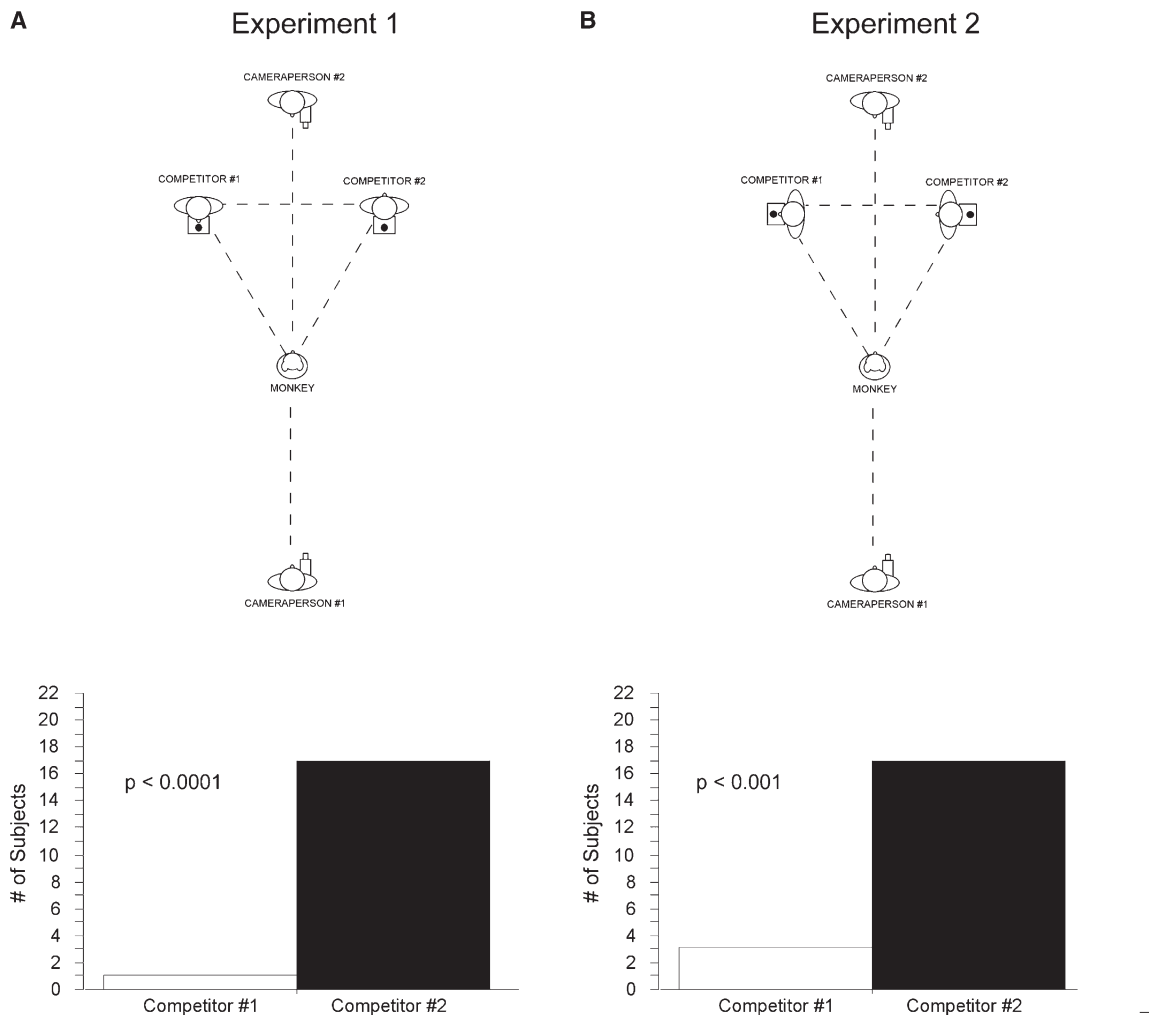 A
Experiment 1
CAMERAPERSON #2
COMPETITOR #1
COMPETITOR #2
MONKEY
CAMERAPERSON #1
22
20
18
16
14
12
10
8
6
4
2
0
# of Subjects
p < 0.0001
Competitor #1
Competitor #2
B
Experiment 2
CAMERAPERSON #2
COMPETITOR #1
COMPETITOR #2
MONKEY
CAMERAPERSON #1
22
20
18
16
14
12
10
8
6
4
2
0
# of Subjects
p < 0.001
Competitor #1
Competitor #2